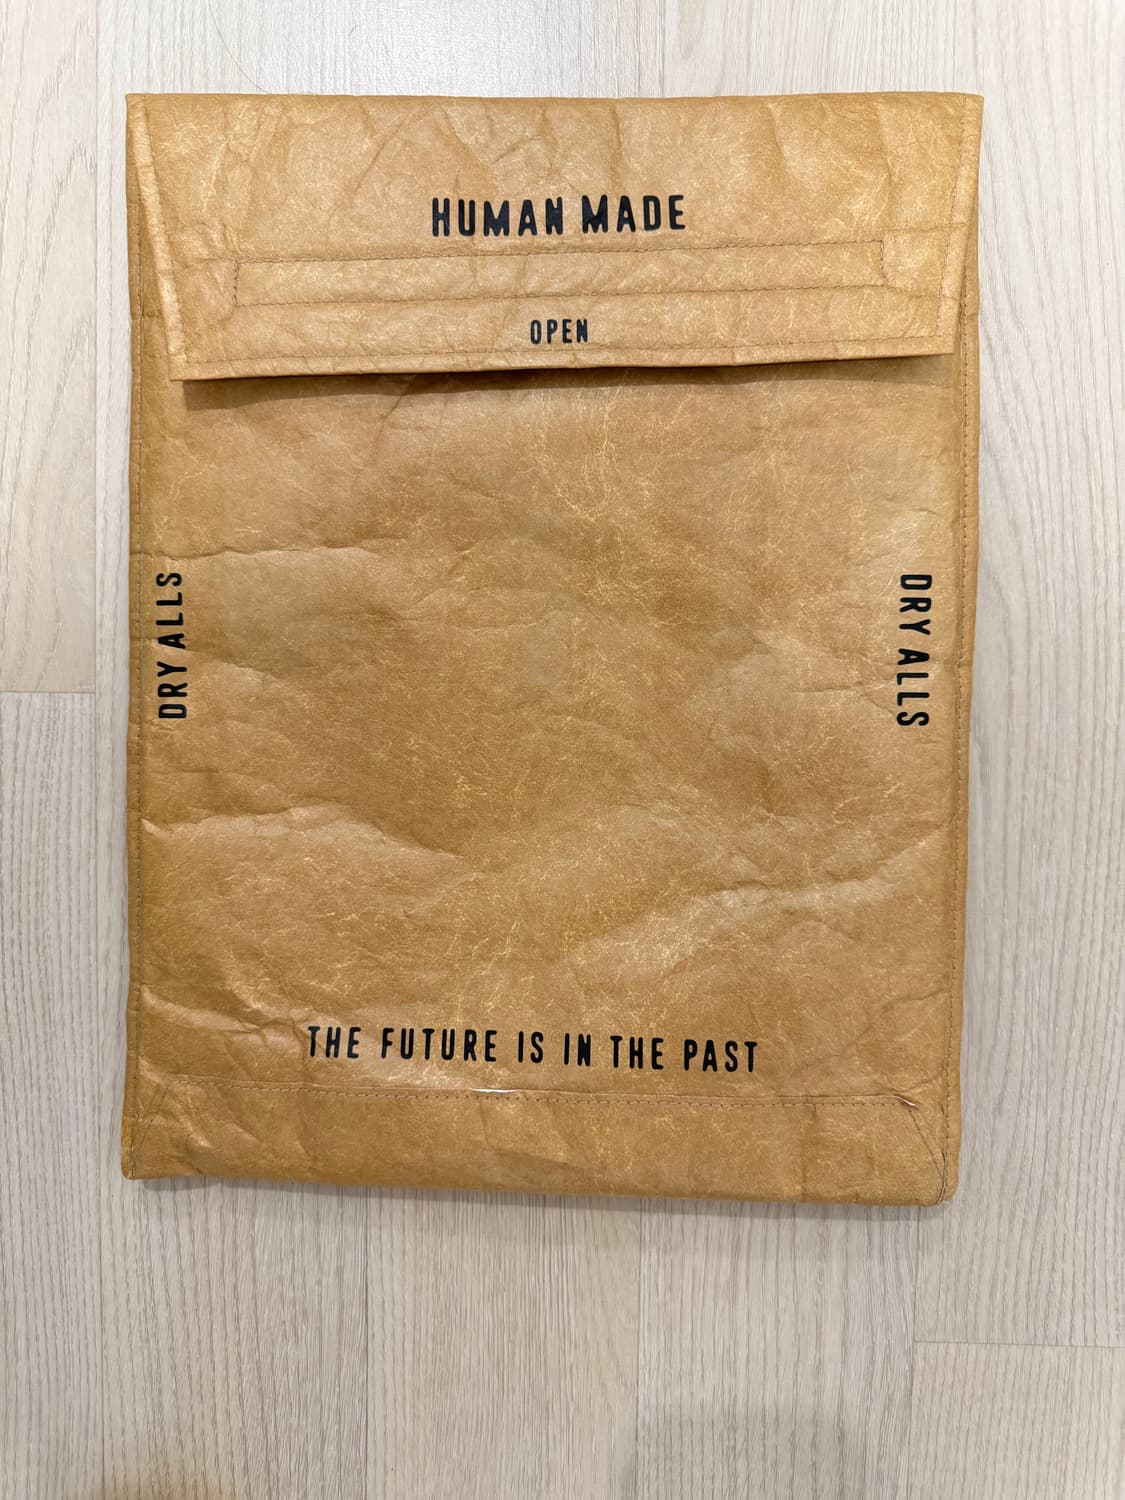 HUMAN MADE
OPEN
DRY ALLS
DRY ALLS
THE FUTURE IS IN THE PAST